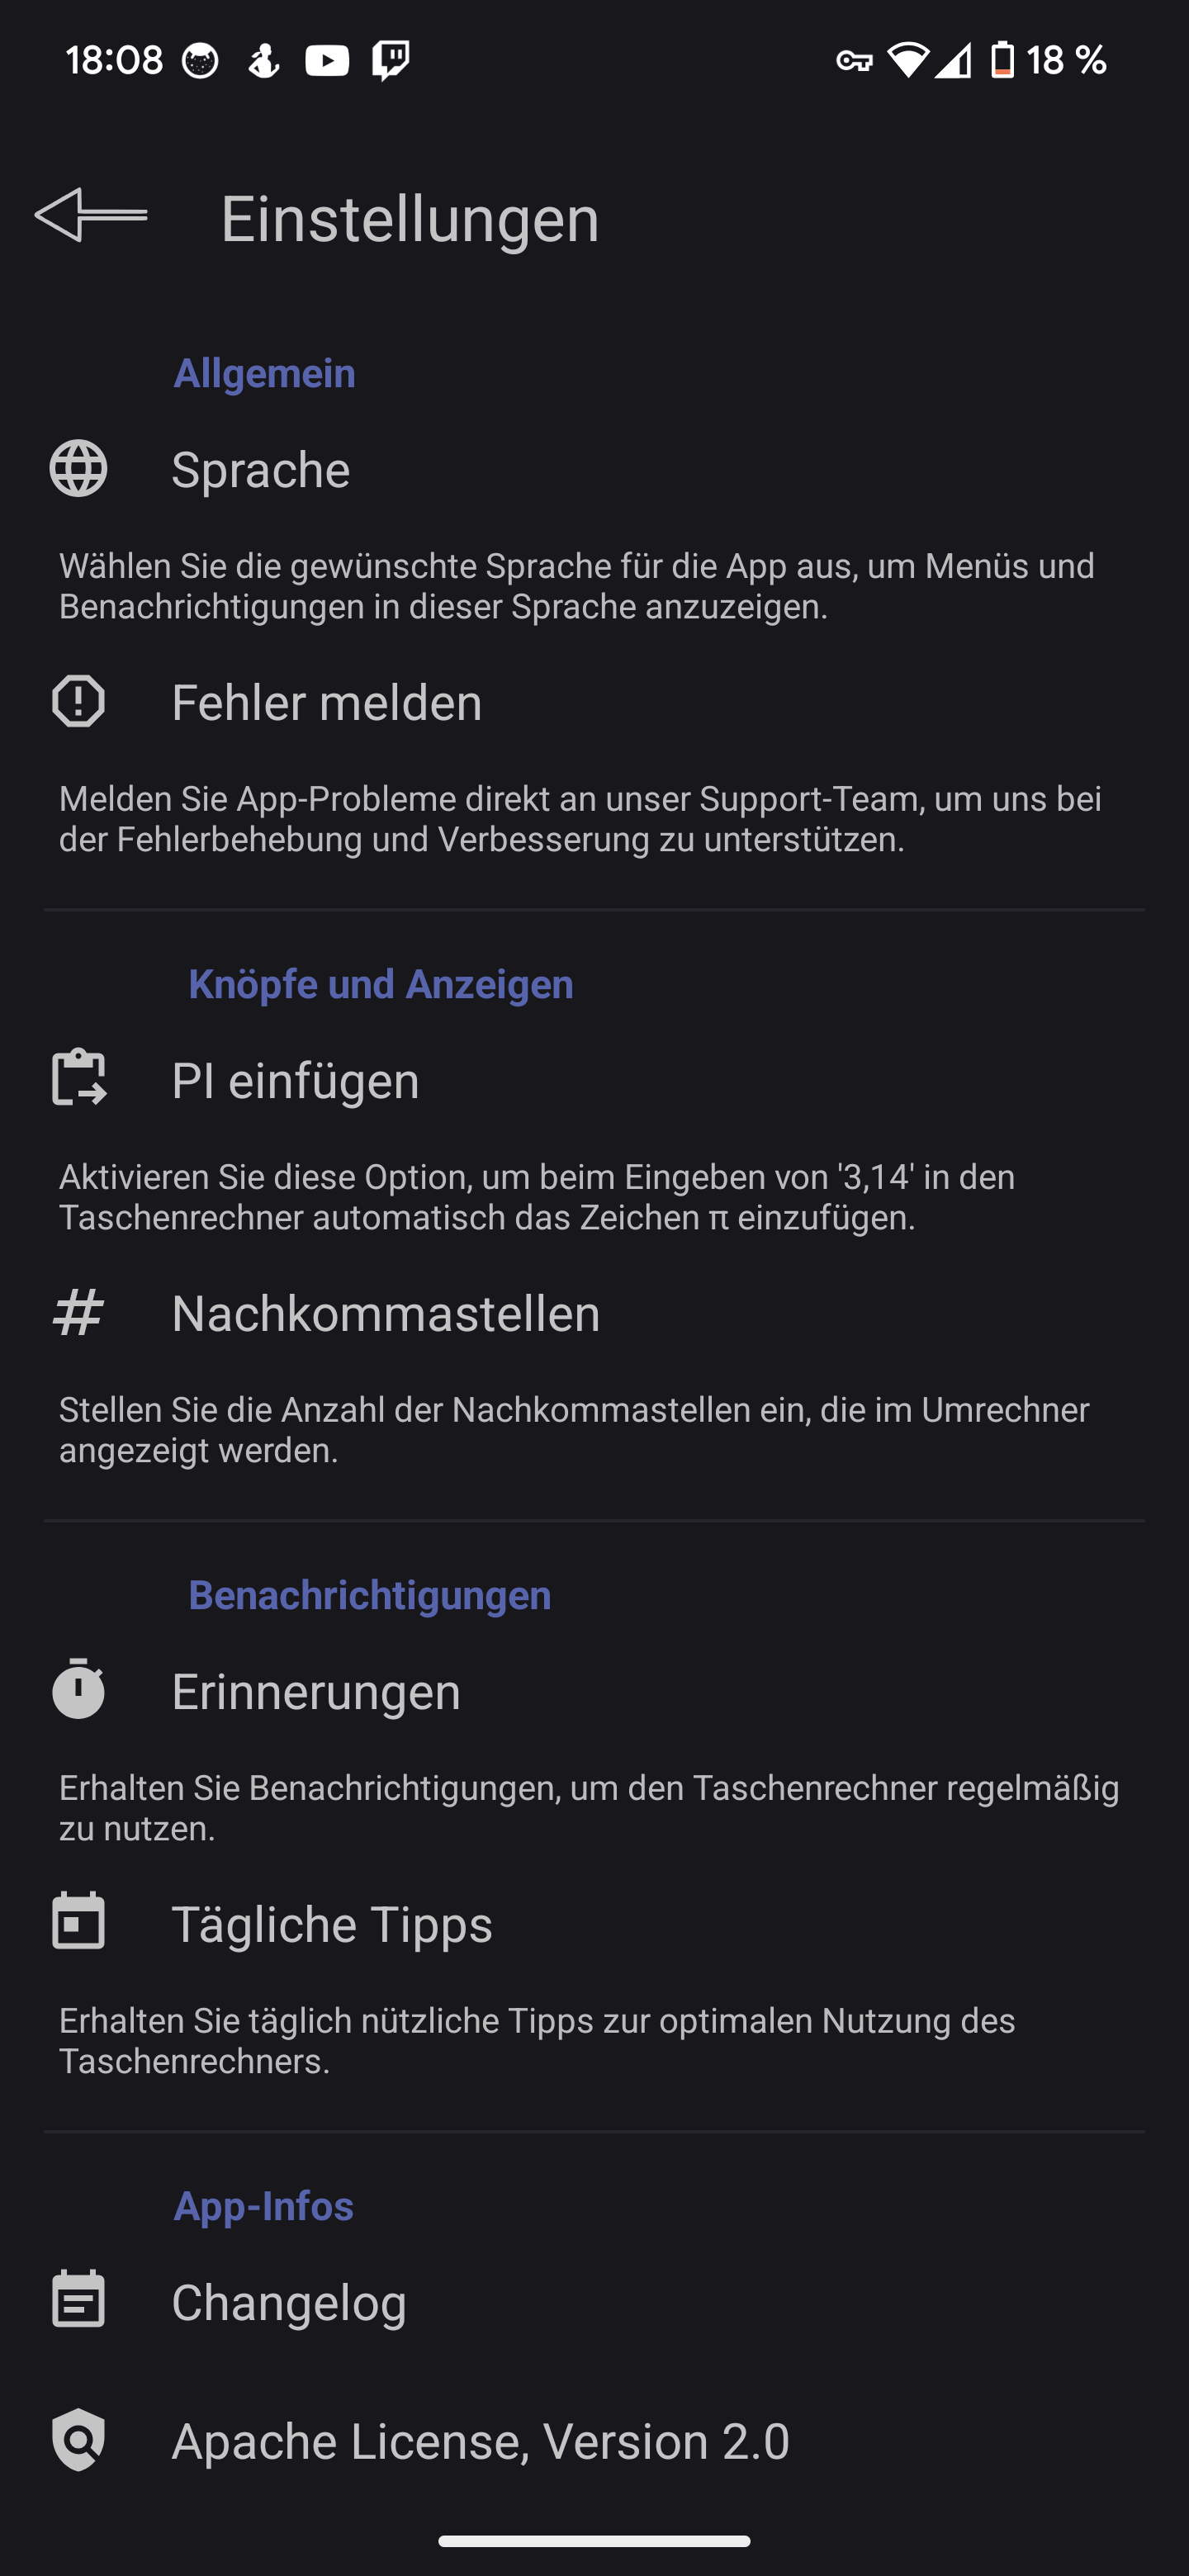 18:08
18 %
Einstellungen
Allgemein
Sprache
Wählen Sie die gewünschte Sprache für die App aus, um Menüs und
Benachrichtigungen in dieser Sprache anzuzeigen.
Fehler melden
Melden Sie App-Probleme direkt an unser Support-Team, um uns bei
der Fehlerbehebung und Verbesserung zu unterstützen.
Knöpfe und Anzeigen
PI einfügen
Aktivieren Sie diese Option, um beim Eingeben von '3,14' in den
Taschenrechner automatisch das Zeichen π einzufügen.
Nachkommastellen
Stellen Sie die Anzahl der Nachkommastellen ein, die im Umrechner
angezeigt werden.
Benachrichtigungen
Erinnerungen
Erhalten Sie Benachrichtigungen, um den Taschenrechner regelmäßig
zu nutzen.
Tägliche Tipps
Erhalten Sie täglich nützliche Tipps zur optimalen Nutzung des
Taschenrechners.
App-Infos
Changelog
Apache License, Version 2.0